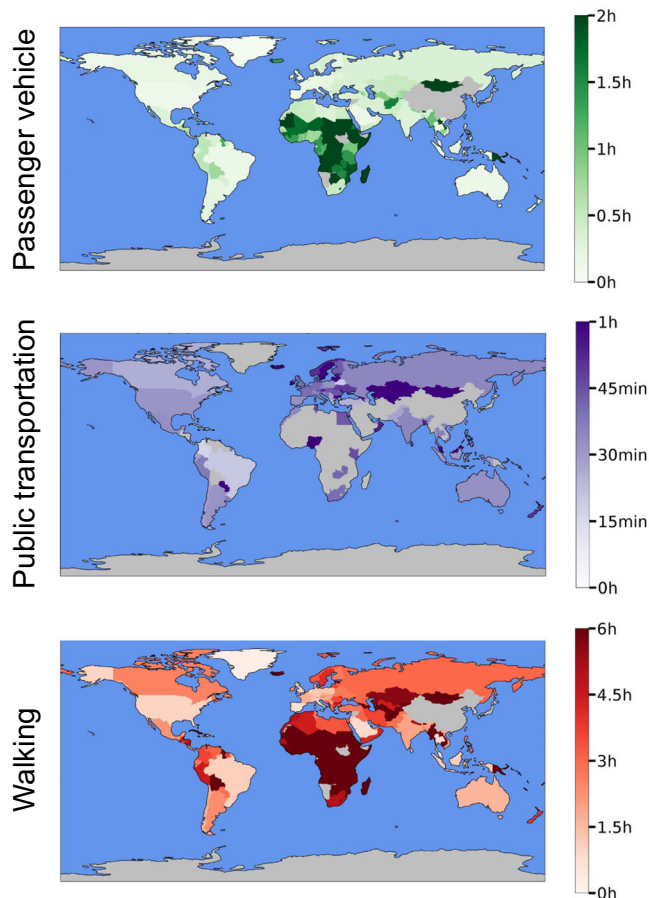 Passenger vehicle
2h
1.5h
1h
0.5h
0h
Public transportation
1h
45min
30min
15min
0h
Walking
6h
4.5h
3h
1.5h
0h